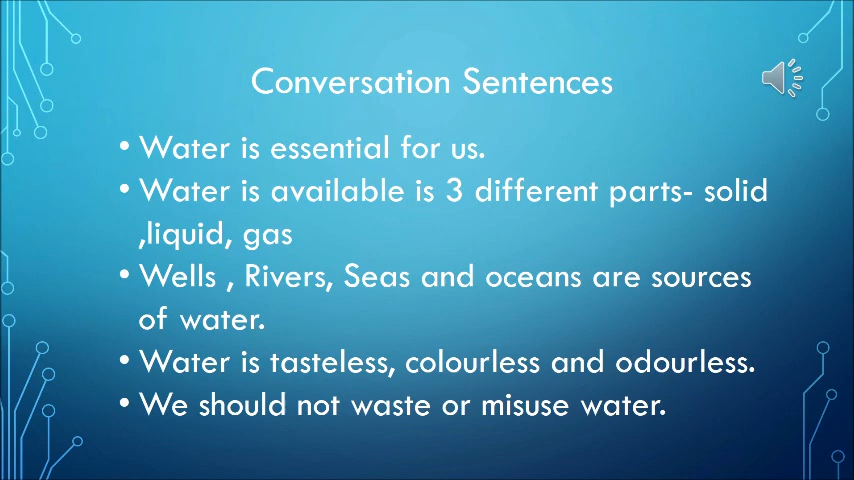 Conversation Sentences
• Water is essential for us.
• Water is available is 3 different parts- solid
,liquid, gas
• Wells , Rivers, Seas and oceans are sources
of water.
• Water is tasteless, colourless and odourless.
• We should not waste or misuse water.